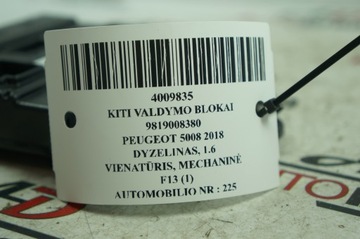 4009835
KITI VALDYMO BLOKAI
9819008380
PEUGEOT 5008 2018
DYZELINAS, 1.6
VIENATŪRIS, MECHANINĖ
F13 (1)
AUTOMOBILIO NR : 225